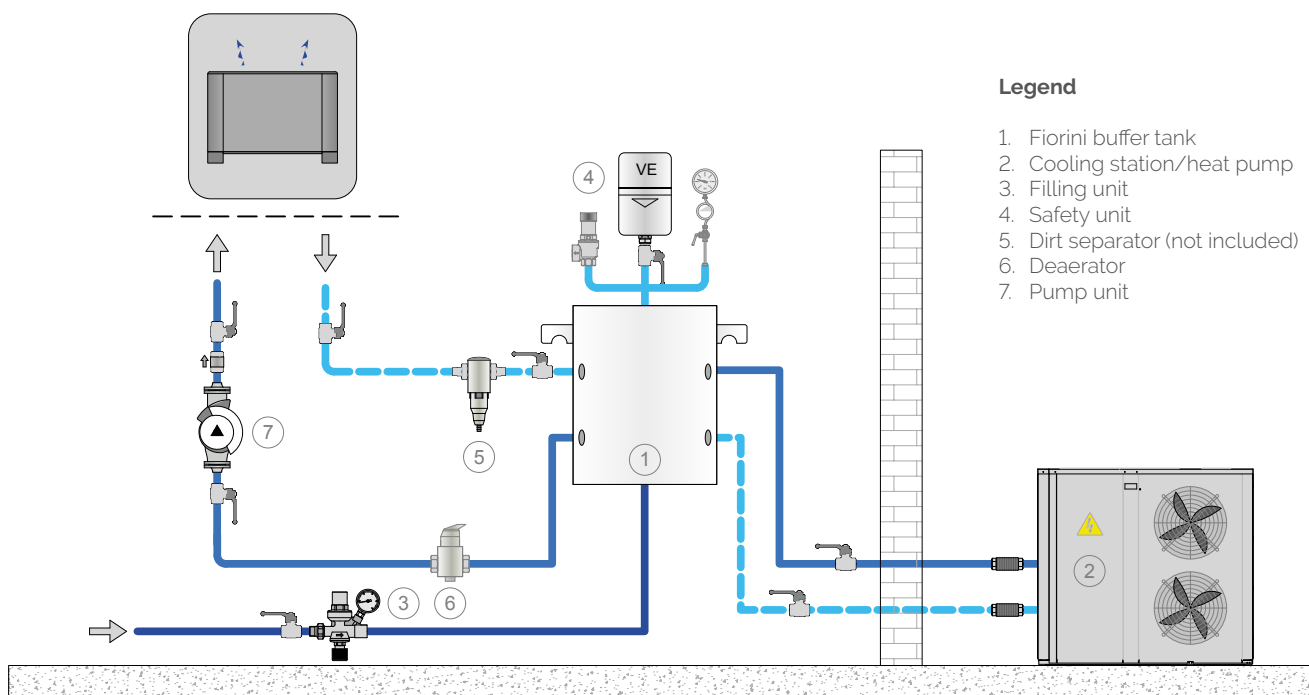 Legend
1. Fiorini buffer tank
2. Cooling station/heat pump
3. Filling unit
4. Safety unit
5. Dirt separator (not included)
6. Deaerator
7. Pump unit
VE
4
7
5
1
2
3
6